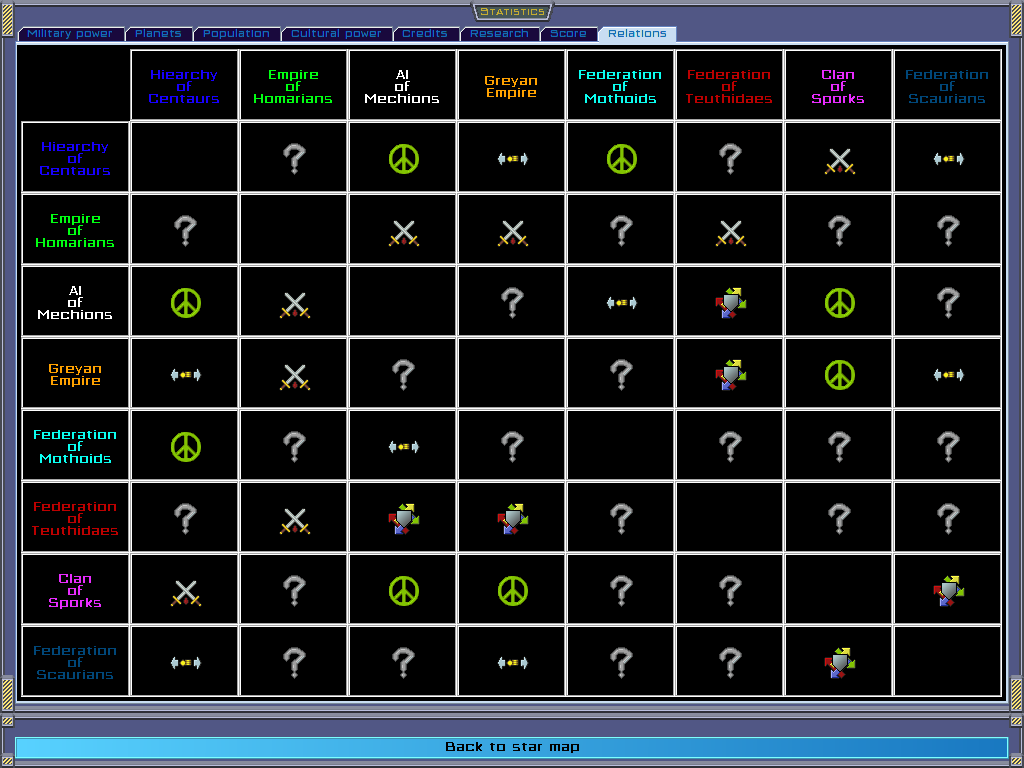 Statistics
Military power Planets Population Cultural power Credits Research Score Relations
Hiearchy
of
Centaurs
Empire
of
Homarians
AI
of
Mechions
Greyan
Empire
Federation
of
Mothoids
Federation
of
Teuthidaes
Clan
of
Sporks
Federation
of
Scaurians
Hiearchy
of
Centaurs
Empire
of
Homarians
AI
of
Mechions
Greyan
Empire
Federation
of
Mothoids
Federation
of
Teuthidaes
Clan
of
Sporks
Federation
of
Scaurians
Back to star map